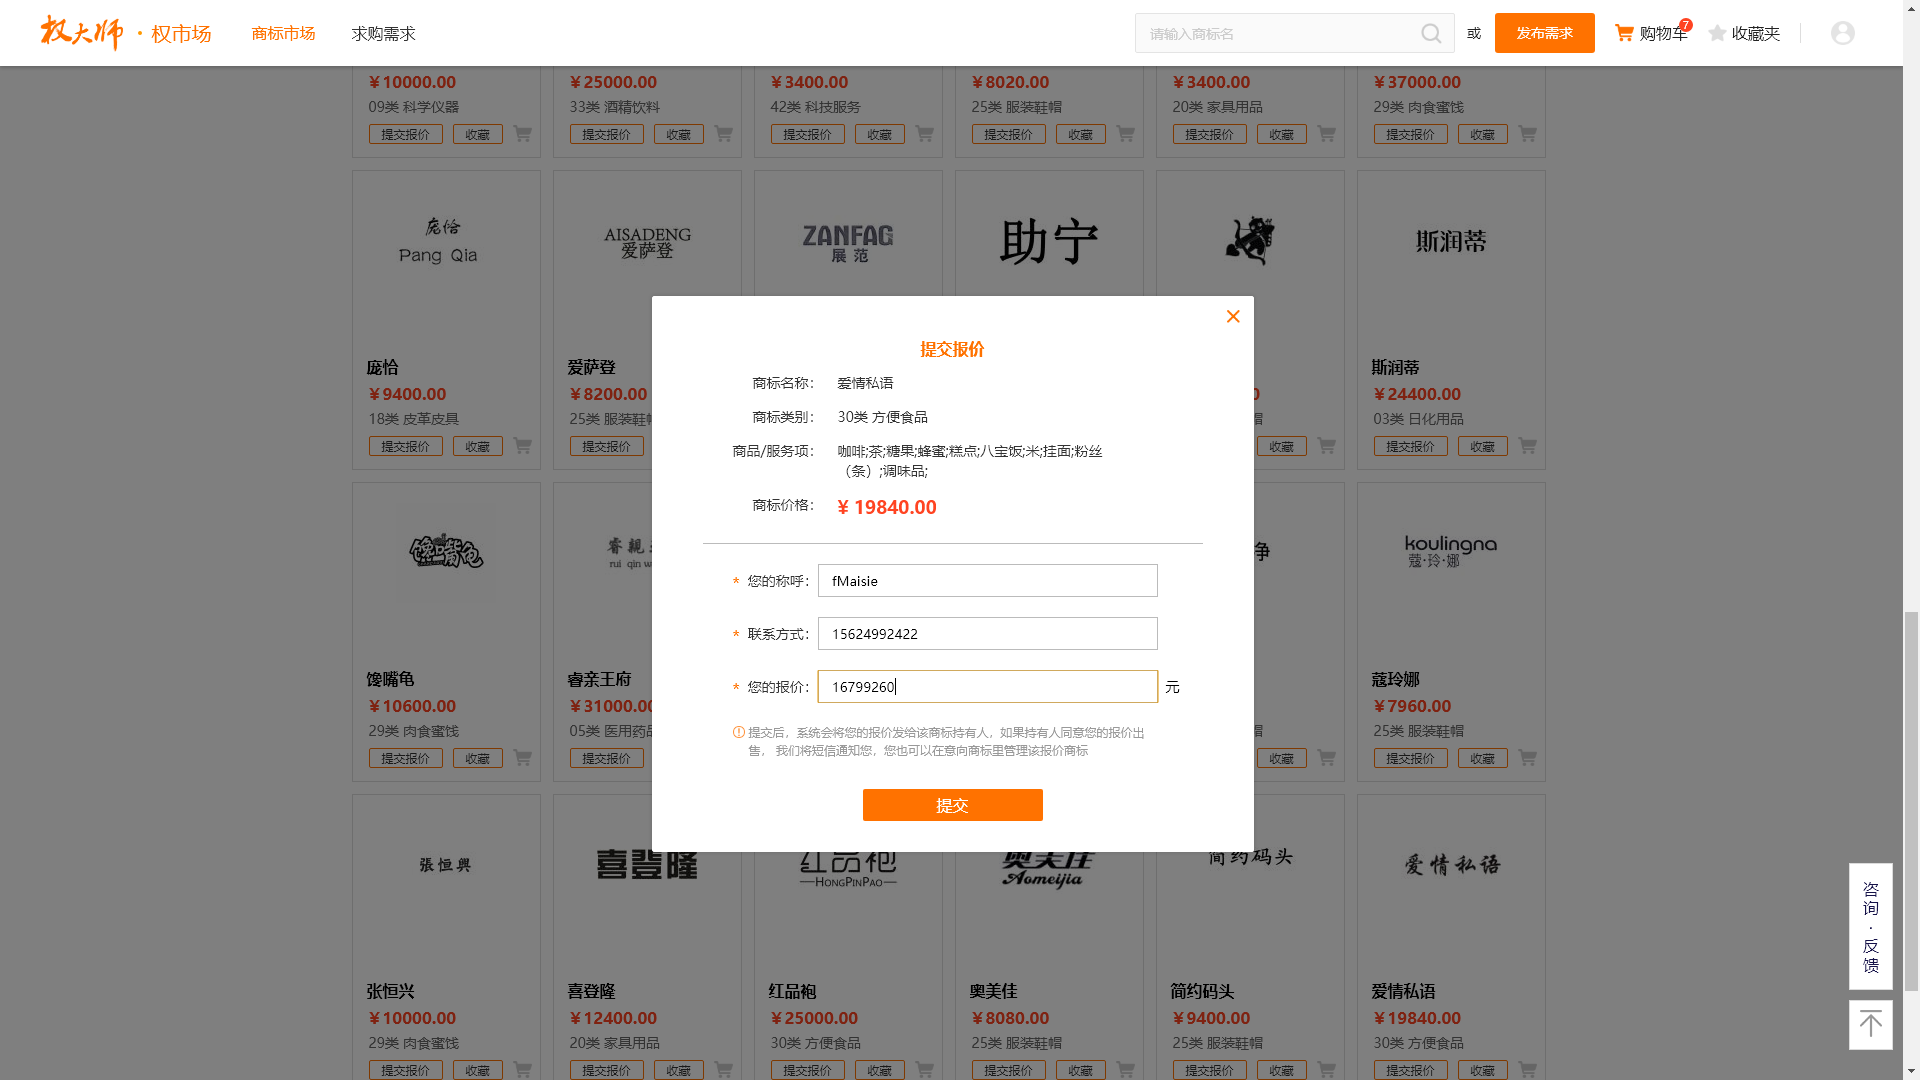 权大师 · 权市场 商标市场 求购需求 请输入商标名 或 发布需求 购物车 7 收藏夹
￥10000.00 ￥25000.00 ￥3400.00 ￥8020.00 ￥3400.00 ￥37000.00
09类 科学仪器 33类 酒精饮料 42类 科技服务 25类 服装鞋帽 20类 家具用品 29类 肉食蜜饯
提交报价 收藏 提交报价 收藏 提交报价 收藏 提交报价 收藏 提交报价 收藏 提交报价 收藏
庞恰 AISADENG ZANFAG 助宁 斯润蒂
Pang Qia 爱萨登 展范
庞恰 爱萨登 斯润蒂
￥9400.00 ￥8200.00 0 ￥24400.00
18类 皮革皮具 25类 服装鞋帽 帽 03类 日化用品
提交报价 收藏 提交报价 收藏 提交报价 收藏
馋嘴龟 睿親 净 koulingna
rui qin w 蔻·玲·娜
馋嘴龟 睿亲王府 蔻玲娜
￥10600.00 ￥31000.00 ￥7960.00
29类 肉食蜜饯 05类 医用药品 帽 25类 服装鞋帽
提交报价 收藏 提交报价 收藏 提交报价 收藏
提交报价
商标名称： 爱情私语
商标类别： 30类 方便食品
商品/服务项： 咖啡;茶;糖果;蜂蜜;糕点;八宝饭;米;挂面;粉丝
（条）;调味品;
商标价格： ¥ 19840.00
* 您的称呼： fMaisie
* 联系方式： 15624992422
* 您的报价： 16799260 元
提交后，系统会将您的报价发给该商标持有人，如果持有人同意您的报价出
售， 我们将短信通知您，您也可以在意向商标里管理该报价商标
提交
張恒興 喜登隆 红品袍 奥美佳 简约码头 爱情私语
HONGPINPAO Aomeijia
张恒兴 喜登隆 红品袍 奥美佳 简约码头 爱情私语
￥10000.00 ￥12400.00 ￥25000.00 ￥8080.00 ￥9400.00 ￥19840.00
29类 肉食蜜饯 20类 家具用品 30类 方便食品 25类 服装鞋帽 25类 服装鞋帽 30类 方便食品
提交报价 收藏 提交报价 收藏 提交报价 收藏 提交报价 收藏 提交报价 收藏 提交报价 收藏
咨
询
·
反
馈